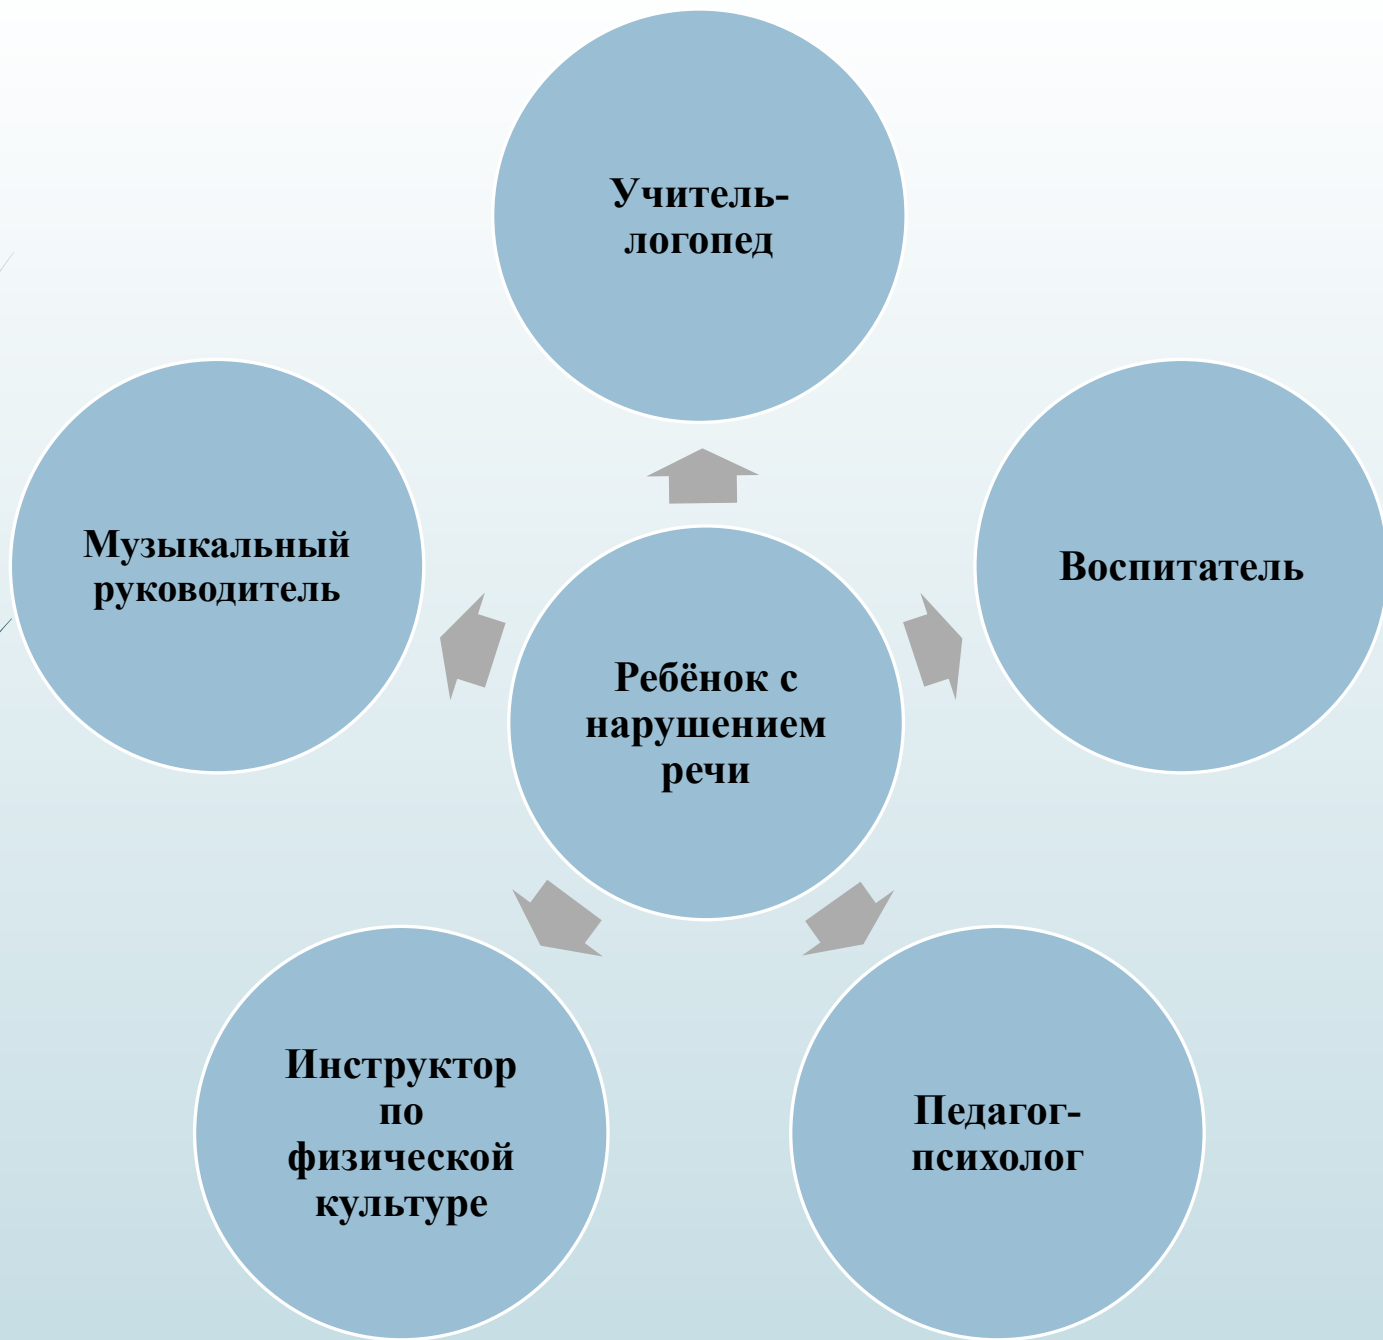 Учитель-
логопед
Музыкальный
руководитель
Воспитатель
Ребёнок с
нарушением
речи
Инструктор
по
физической
культуре
Педагог-
психолог